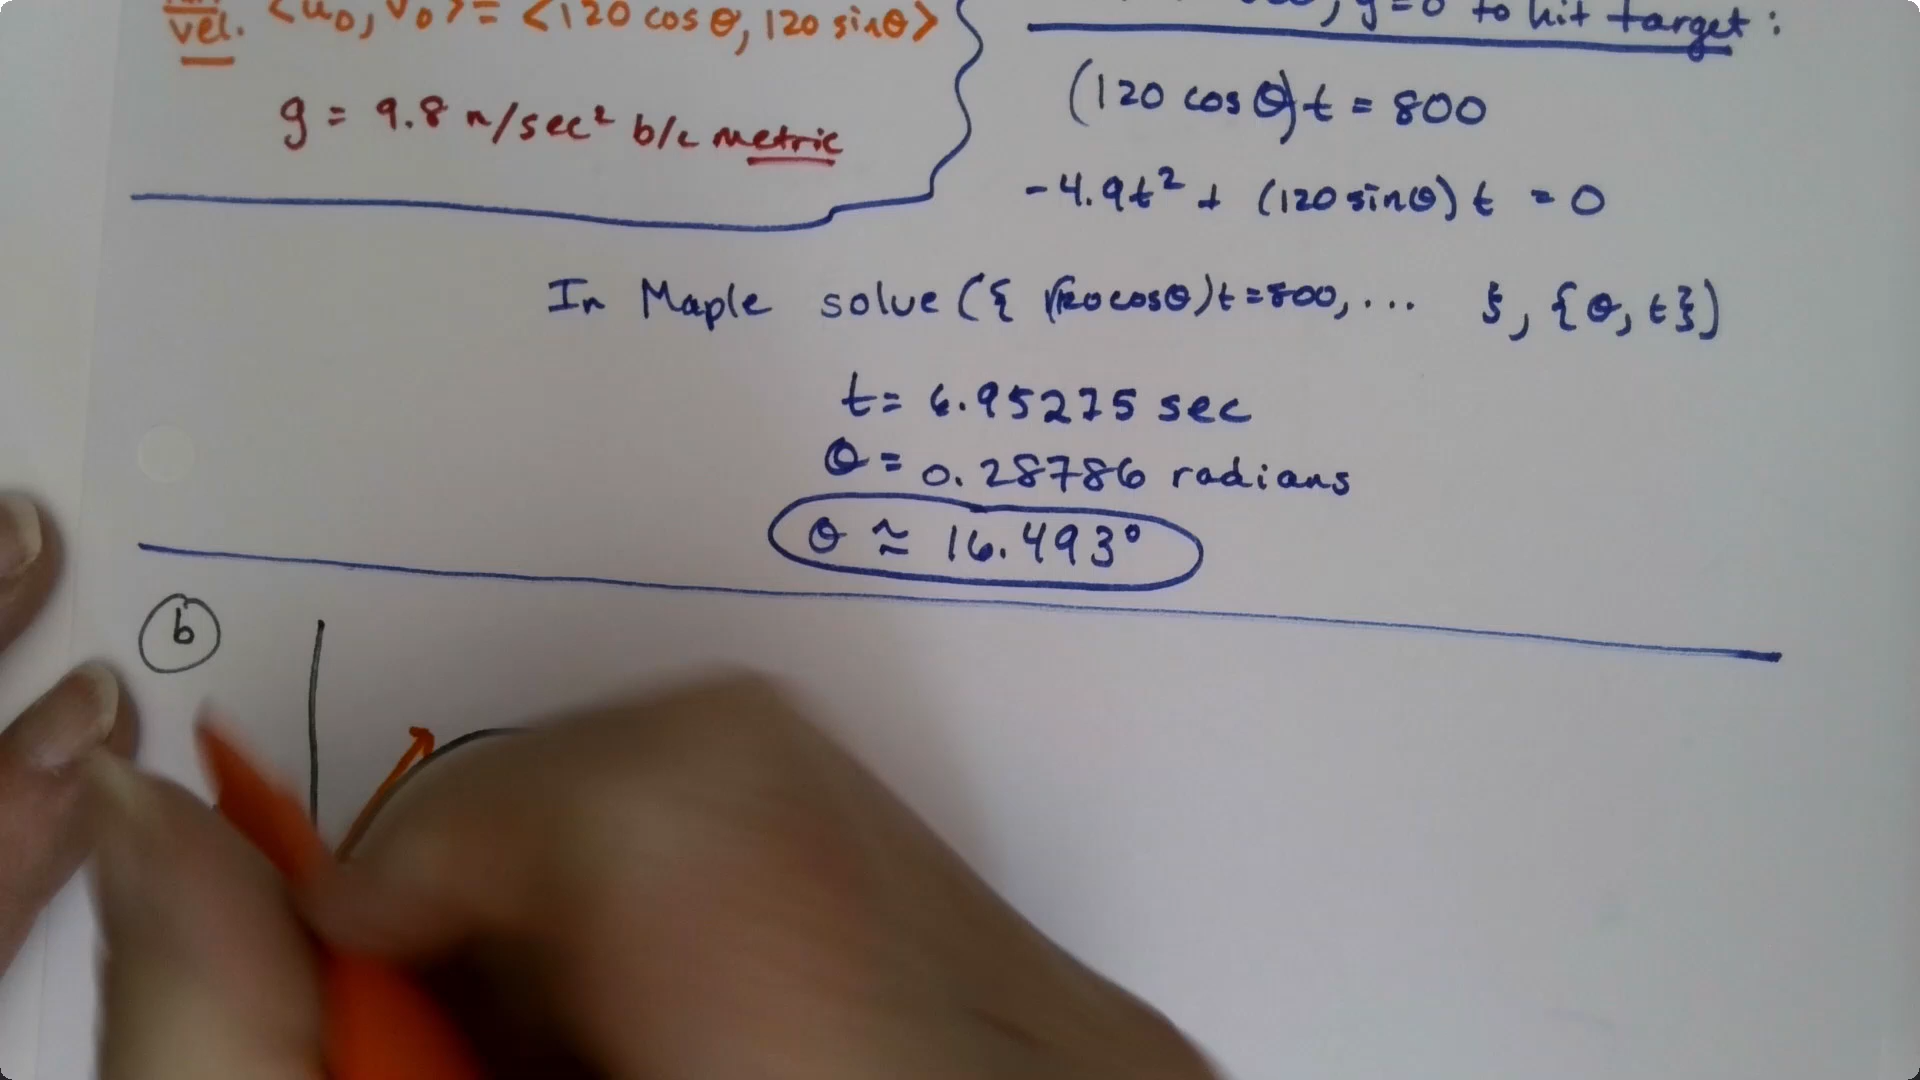 vel. <u₀, v₀> = <120 cos θ, 120 sin θ>
g = 9.8 m/sec² b/c metric
y=0 to hit target:
(120 cos θ)t = 800
-4.9t² + (120 sin θ) t = 0
In Maple solve ({ (120 cos θ)t = 800, ... }, {θ, t})
t = 6.95275 sec
θ = 0.28786 radians
θ ≈ 16.493°
b